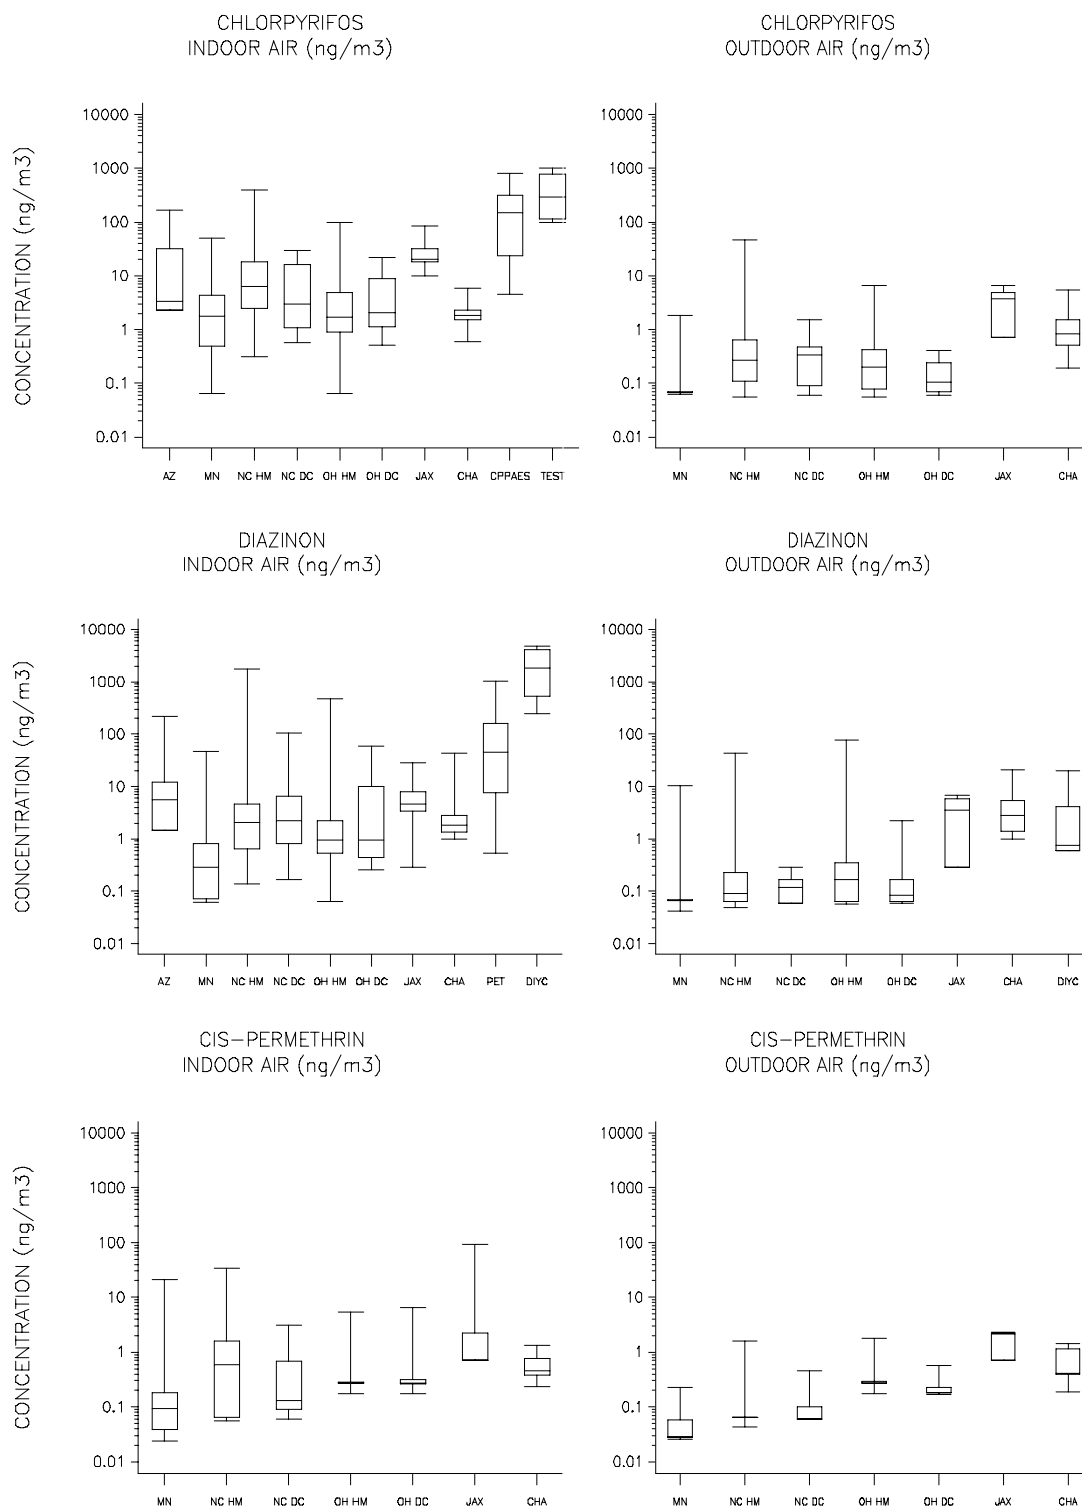 CHLORPYRIFOS
INDOOR AIR (ng/m3)
CHLORPYRIFOS
OUTDOOR AIR (ng/m3)
CONCENTRATION (ng/m3)
10000
1000
100
10
1
0.1
0.01
AZ MN NC HM NC DC OH HM OH DC JAX CHA CPPAES TEST
10000
1000
100
10
1
0.1
0.01
MN NC HM NC DC OH HM OH DC JAX CHA
DIAZINON
INDOOR AIR (ng/m3)
DIAZINON
OUTDOOR AIR (ng/m3)
CONCENTRATION (ng/m3)
10000
1000
100
10
1
0.1
0.01
AZ MN NC HM NC DC OH HM OH DC JAX CHA PET DIYC
10000
1000
100
10
1
0.1
0.01
MN NC HM NC DC OH HM OH DC JAX CHA DIYC
CIS-PERMETHRIN
INDOOR AIR (ng/m3)
CIS-PERMETHRIN
OUTDOOR AIR (ng/m3)
CONCENTRATION (ng/m3)
10000
1000
100
10
1
0.1
0.01
MN NC HM NC DC OH HM OH DC JAX CHA
10000
1000
100
10
1
0.1
0.01
MN NC HM NC DC OH HM OH DC JAX CHA